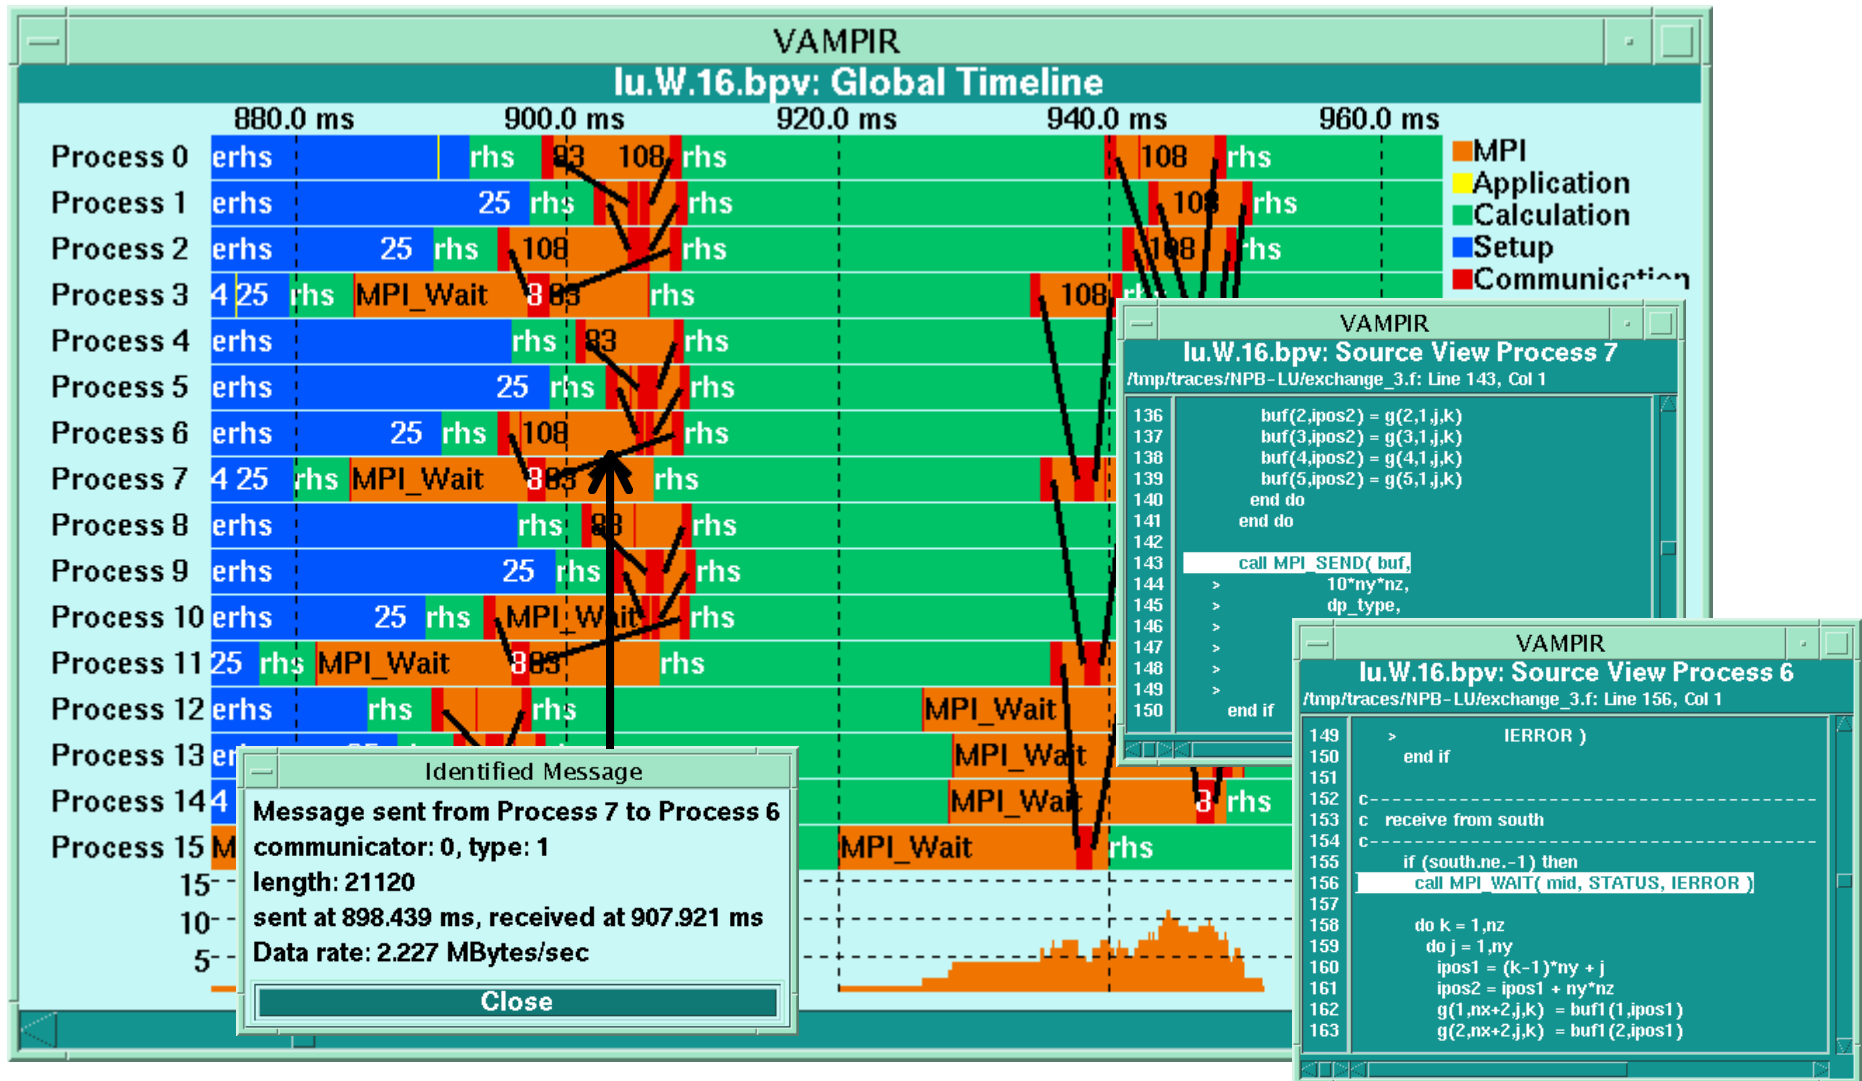 VAMPIR
lu.W.16.bpv: Global Timeline
880.0 ms 900.0 ms 920.0 ms 940.0 ms 960.0 ms
Process 0 erhs rhs 83 108 rhs 108 rhs
Process 1 erhs 25 rhs rhs 108 rhs
Process 2 erhs 25 rhs 108 rhs 108 rhs
Process 3 4 25 rhs MPI_Wait 8 83 rhs 108
Process 4 erhs rhs 83 rhs
Process 5 erhs 25 rhs rhs
Process 6 erhs 25 rhs 108 rhs
Process 7 4 25 rhs MPI_Wait 8 83 rhs
Process 8 erhs rhs 83 rhs
Process 9 erhs 25 rhs rhs
Process 10 erhs 25 rhs MPI_Wait rhs
Process 11 25 rhs MPI_Wait 8 83 rhs
Process 12 erhs rhs rhs MPI_Wait
Process 13 MPI_Wait
Process 14 4 MPI_Wait 8 rhs
Process 15 M MPI_Wait rhs
15
10
5
MPI
Application
Calculation
Setup
Communication
VAMPIR
lu.W.16.bpv: Source View Process 7
/tmp/traces/NPB-LU/exchange_3.f: Line 143, Col 1
136 buf(2,ipos2) = g(2,1,j,k)
137 buf(3,ipos2) = g(3,1,j,k)
138 buf(4,ipos2) = g(4,1,j,k)
139 buf(5,ipos2) = g(5,1,j,k)
140 end do
141 end do
142
143 call MPI_SEND( buf,
144 > 10*ny*nz,
145 > dp_type,
146 >
147 >
148 >
149 >
150 end if
VAMPIR
lu.W.16.bpv: Source View Process 6
/tmp/traces/NPB-LU/exchange_3.f: Line 156, Col 1
149 > IERROR )
150 end if
151
152 c---------------------------------------
153 c receive from south
154 c---------------------------------------
155 if (south.ne.-1) then
156 call MPI_WAIT( mid, STATUS, IERROR )
157
158 do k = 1,nz
159 do j = 1,ny
160 ipos1 = (k-1)*ny + j
161 ipos2 = ipos1 + ny*nz
162 g(1,nx+2,j,k) = buf1(1,ipos1)
163 g(2,nx+2,j,k) = buf1(2,ipos1)
Identified Message
Message sent from Process 7 to Process 6
communicator: 0, type: 1
length: 21120
sent at 898.439 ms, received at 907.921 ms
Data rate: 2.227 MBytes/sec
Close